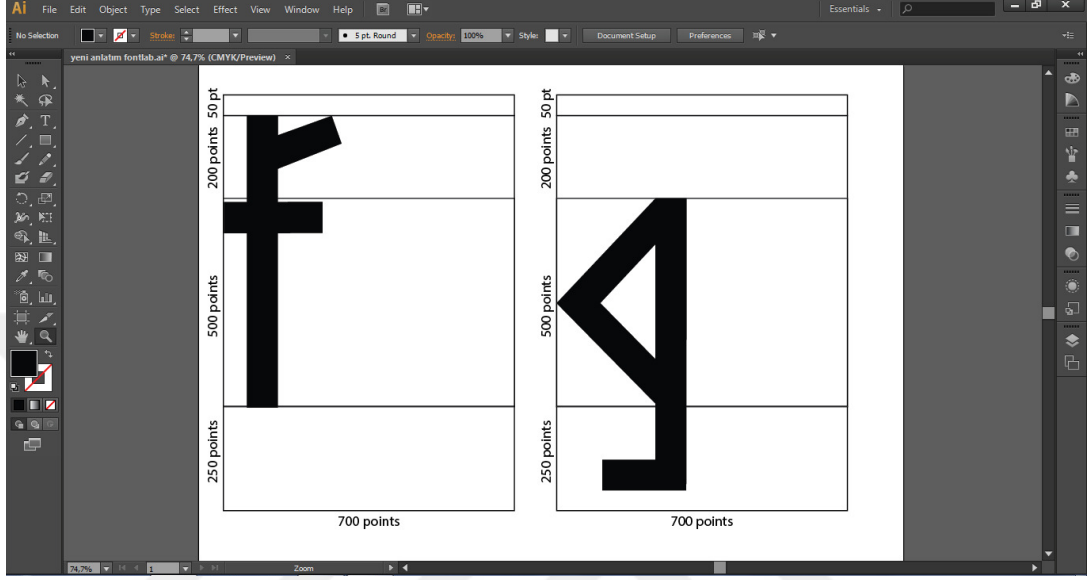 Ai File Edit Object Type Select Effect View Window Help Br Essentials
No Selection Stroke: 5 pt. Round Opacity: 100% Style: Document Setup Preferences
yeni anlatım fontlab.ai* @ 74,7% (CMYK/Preview) ×
50 pt
200 points
500 points
250 points
f
700 points
50 pt
200 points
500 points
250 points
g
700 points
74,7% 1 Zoom